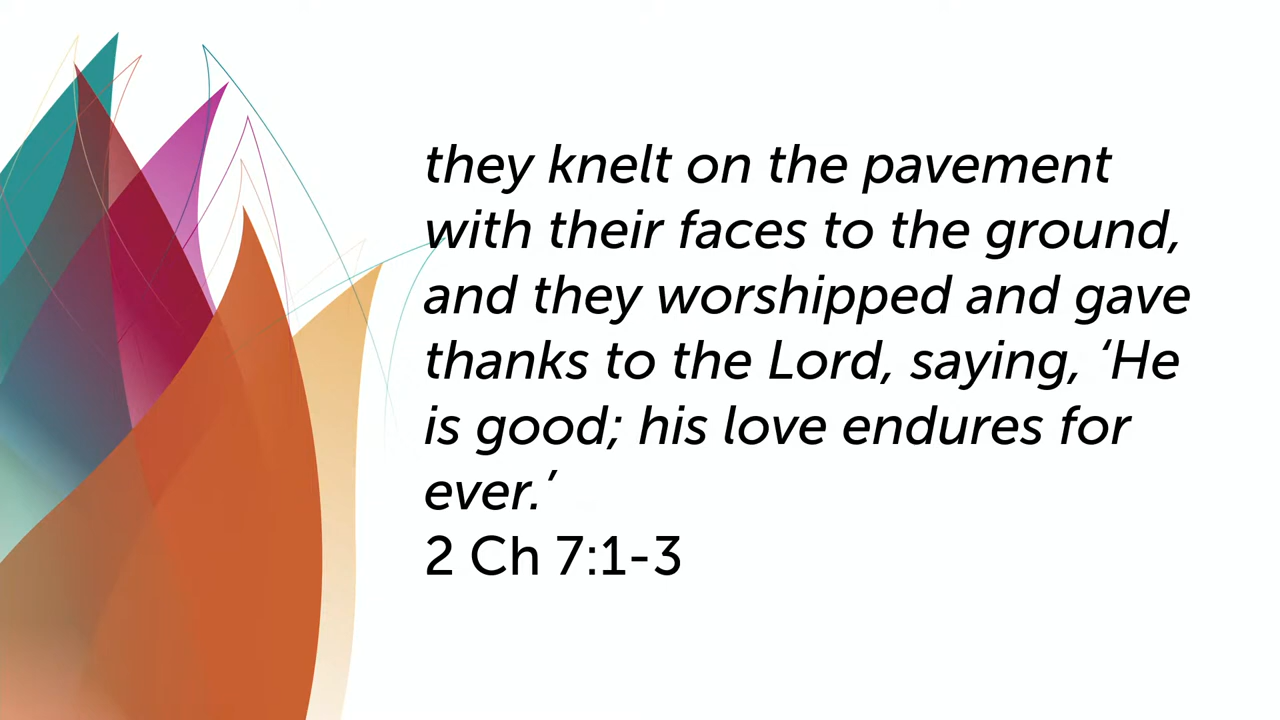 they knelt on the pavement
with their faces to the ground,
and they worshipped and gave
thanks to the Lord, saying, ‘He
is good; his love endures for
ever.’
2 Ch 7:1-3